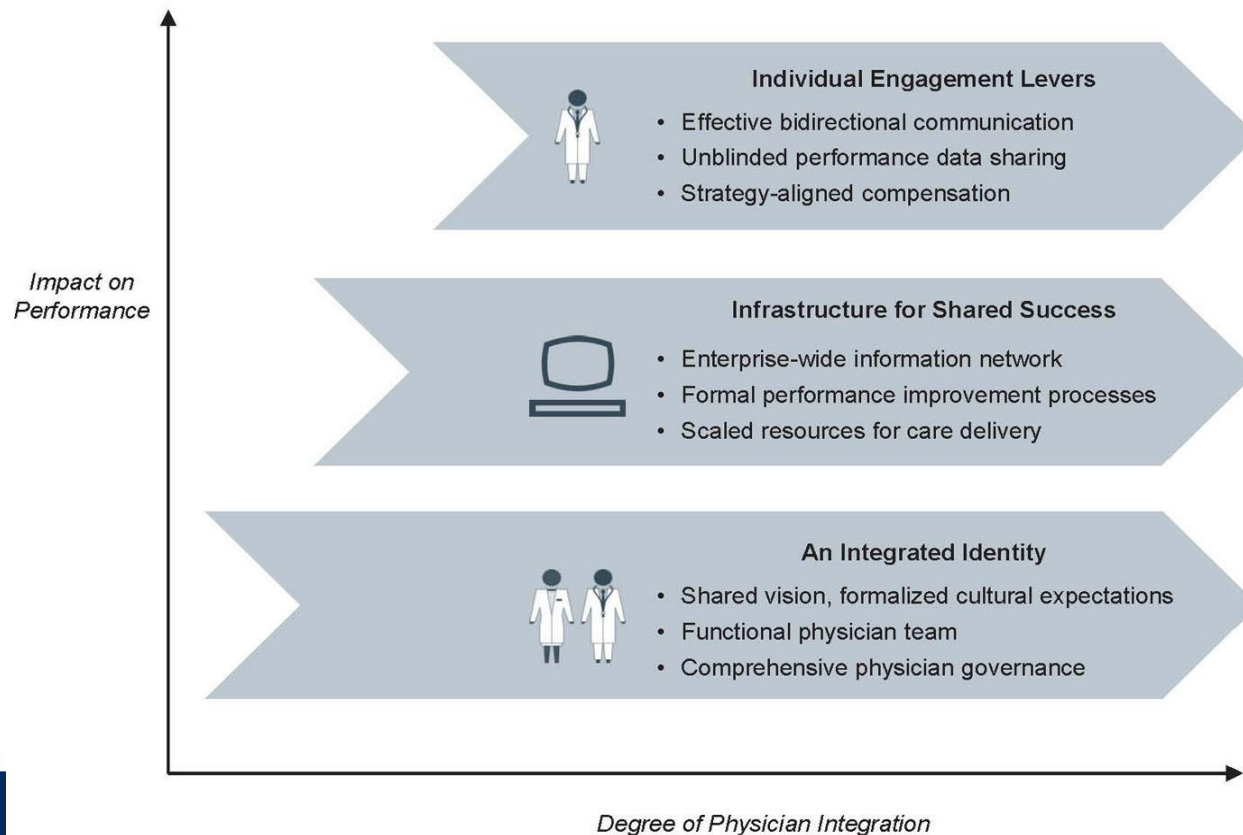 Individual Engagement Levers
• Effective bidirectional communication
• Unblinded performance data sharing
• Strategy-aligned compensation
Impact on
Performance
Infrastructure for Shared Success
• Enterprise-wide information network
• Formal performance improvement processes
• Scaled resources for care delivery
An Integrated Identity
• Shared vision, formalized cultural expectations
• Functional physician team
• Comprehensive physician governance
Degree of Physician Integration